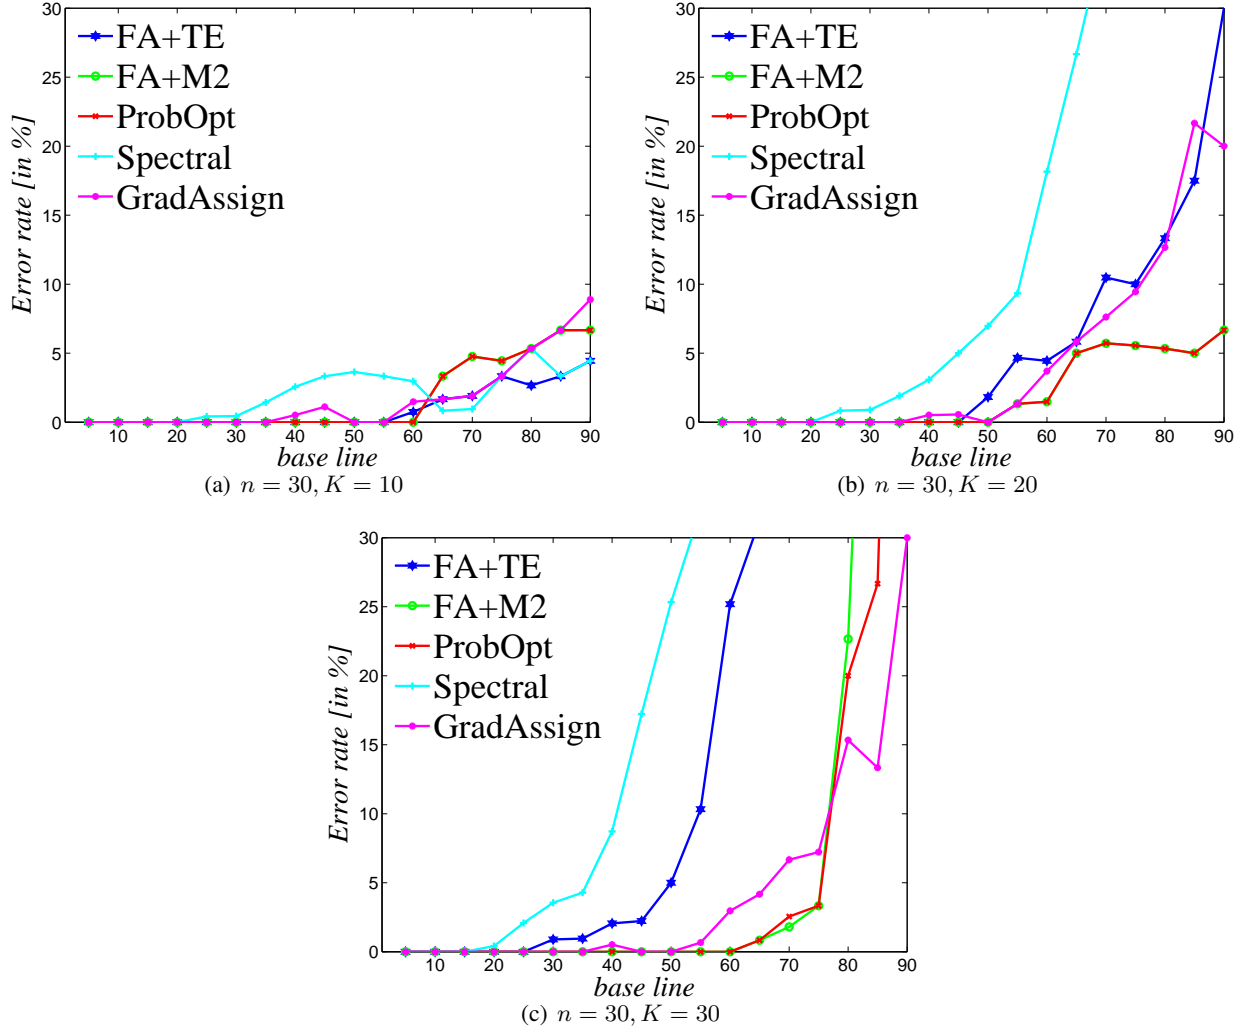 30
25
20
15
10
5
0
Error rate [in %]
FA+TE
FA+M2
ProbOpt
Spectral
GradAssign
10 20 30 40 50 60 70 80 90
base line
(a) n = 30, K = 10
30
25
20
15
10
5
0
Error rate [in %]
FA+TE
FA+M2
ProbOpt
Spectral
GradAssign
10 20 30 40 50 60 70 80 90
base line
(b) n = 30, K = 20
30
25
20
15
10
5
0
Error rate [in %]
FA+TE
FA+M2
ProbOpt
Spectral
GradAssign
10 20 30 40 50 60 70 80 90
base line
(c) n = 30, K = 30